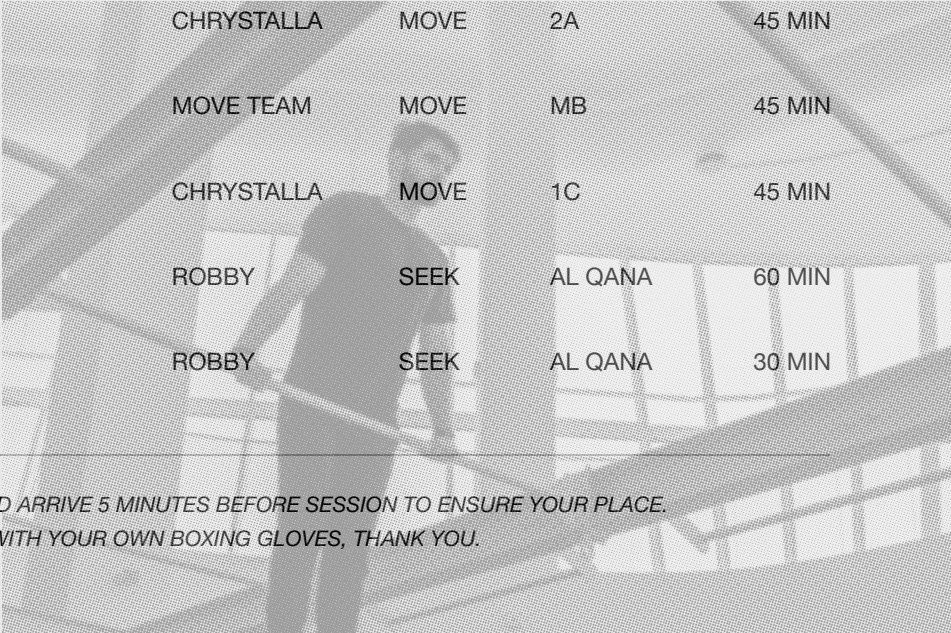 CHRYSTALLA MOVE 2A 45 MIN
MOVE TEAM MOVE MB 45 MIN
CHRYSTALLA MOVE 1C 45 MIN
ROBBY SEEK AL QANA 60 MIN
ROBBY SEEK AL QANA 30 MIN
D ARRIVE 5 MINUTES BEFORE SESSION TO ENSURE YOUR PLACE.
WITH YOUR OWN BOXING GLOVES, THANK YOU.